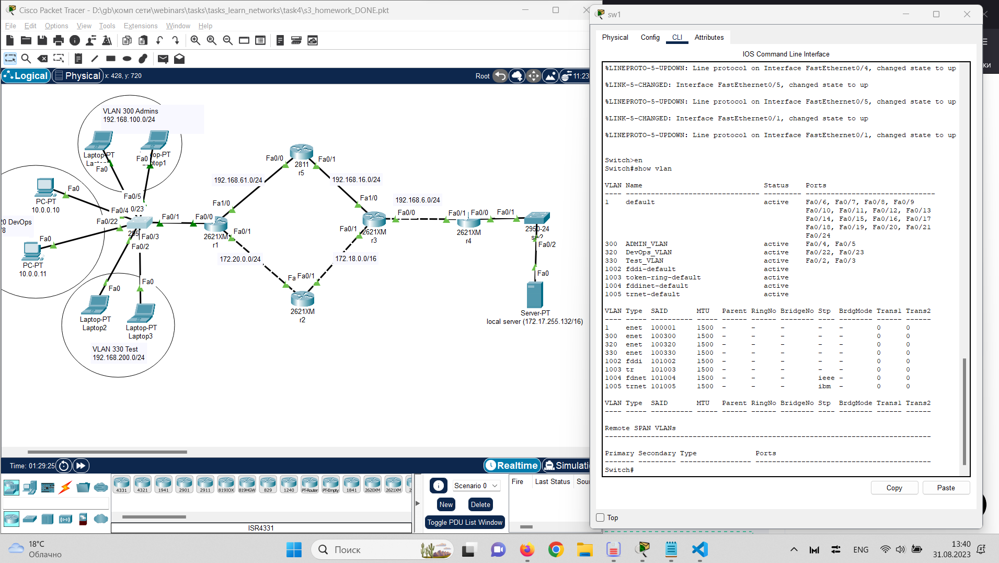 Cisco Packet Tracer - D:\gb\комп сети\webinars\tasks\tasks_learn_networks\task4\s3_homework_DONE.pkt
File Edit Options View Tools Extensions Window Help
Logical Physical x: 428, y: 720
Root 11:23
VLAN 300 Admins
192.168.100.0/24
Laptop-PT
Fa0
op-PT
ptop1
Fa0
PC-PT
10.0.0.10
Fa0
Fa0/5
Fa0/4
0/23
Fa0/22
20 DevOps
/8
Fa0
PC-PT
10.0.0.11
295
Fa0/1
Fa0/3
Fa0/2
Fa0
Laptop-PT
Laptop2
Fa0
Laptop-PT
Laptop3
VLAN 330 Test
192.168.200.0/24
Fa0/0
Fa1/0
Fa0/1
2621XM
r1
192.168.61.0/24
172.20.0.0/24
Fa0/0
Fa0/1
2811
r5
192.168.16.0/24
172.18.0.0/16
Fa
Fa0/1
2621XM
r2
Fa1/0
Fa0/0
Fa0/1
2621XM
r3
192.168.6.0/24
Fa0/1
Fa0/0
2621XM
r4
Fa0/1
2950-24
sw2
Fa0/2
Fa0
Server-PT
local server (172.17.255.132/16)
Time: 01:29:25
Realtime Simulati
4331 4321 1941 2901 2911 819IOX 819HGW 829 1240 PT-Router PT-Empty 1841 2620XM 2621XM 2
ISR4331
Scenario 0
New Delete
Toggle PDU List Window
Fire Last Status Sour
sw1
Physical Config CLI Attributes
IOS Command Line Interface
%LINEPROTO-5-UPDOWN: Line protocol on Interface FastEthernet0/4, changed state to up
%LINK-5-CHANGED: Interface FastEthernet0/5, changed state to up
%LINEPROTO-5-UPDOWN: Line protocol on Interface FastEthernet0/5, changed state to up
%LINK-5-CHANGED: Interface FastEthernet0/1, changed state to up
%LINEPROTO-5-UPDOWN: Line protocol on Interface FastEthernet0/1, changed state to up
Switch>en
Switch#show vlan
VLAN Name Status Ports
---- -------------------------------- --------- -------------------------------
1 default active Fa0/6, Fa0/7, Fa0/8, Fa0/9
Fa0/10, Fa0/11, Fa0/12, Fa0/13
Fa0/14, Fa0/15, Fa0/16, Fa0/17
Fa0/18, Fa0/19, Fa0/20, Fa0/21
Fa0/24
300 ADMIN_VLAN active Fa0/4, Fa0/5
320 DevOps_VLAN active Fa0/22, Fa0/23
330 Test_VLAN active Fa0/2, Fa0/3
1002 fddi-default active
1003 token-ring-default active
1004 fddinet-default active
1005 trnet-default active
VLAN Type SAID MTU Parent RingNo BridgeNo Stp BrdgMode Trans1 Trans2
---- ----- ---------- ----- ------ ------ -------- ---- -------- ------ ------
1 enet 100001 1500 - - - - - 0 0
300 enet 100300 1500 - - - - - 0 0
320 enet 100320 1500 - - - - - 0 0
330 enet 100330 1500 - - - - - 0 0
1002 fddi 101002 1500 - - - - - 0 0
1003 tr 101003 1500 - - - - - 0 0
1004 fdnet 101004 1500 - - - ieee - 0 0
1005 trnet 101005 1500 - - - ibm - 0 0
VLAN Type SAID MTU Parent RingNo BridgeNo Stp BrdgMode Trans1 Trans2
---- ----- ---------- ----- ------ ------ -------- ---- -------- ------ ------
Remote SPAN VLANs
------------------------------------------------------------------------------
Primary Secondary Type Ports
------- --------- ----------------- ------------------------------------------
Switch#
Copy Paste
Top
ки
18°C
Облачно
Поиск
ENG
13:40
31.08.2023